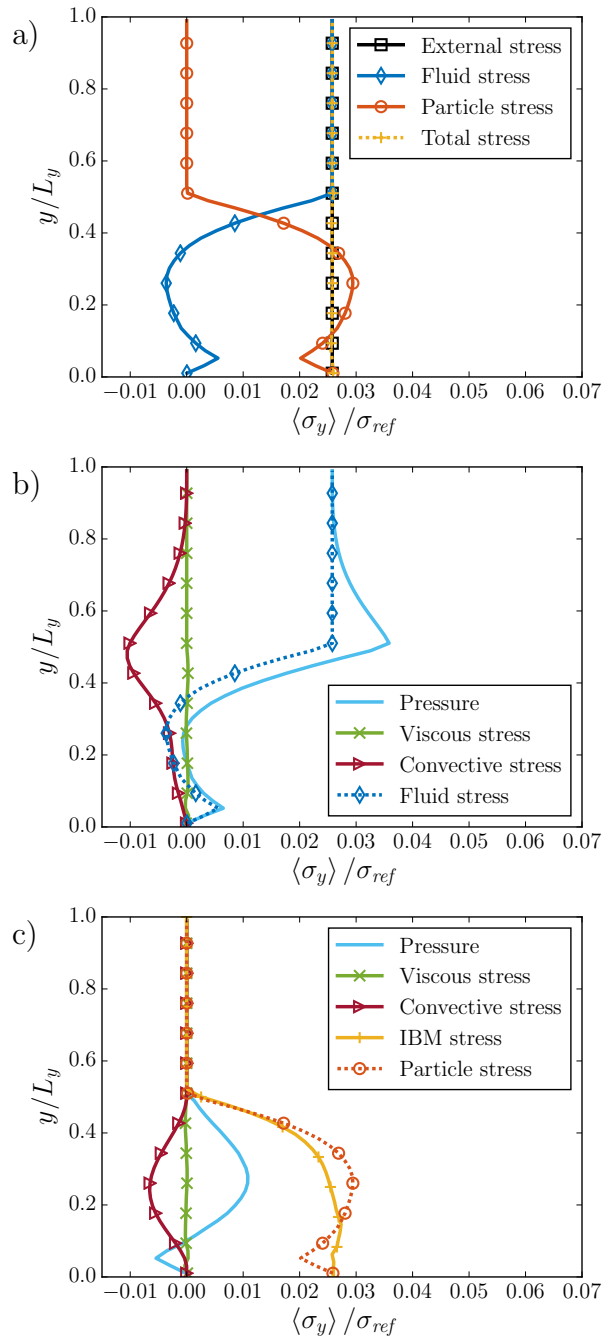 a)
1.0
0.8
0.6
0.4
0.2
0.0
y/L_y
External stress
Fluid stress
Particle stress
Total stress
−0.01 0.00 0.01 0.02 0.03 0.04 0.05 0.06 0.07
⟨σ_y⟩ /σ_ref
b)
1.0
0.8
0.6
0.4
0.2
0.0
y/L_y
Pressure
Viscous stress
Convective stress
Fluid stress
−0.01 0.00 0.01 0.02 0.03 0.04 0.05 0.06 0.07
⟨σ_y⟩ /σ_ref
c)
1.0
0.8
0.6
0.4
0.2
0.0
y/L_y
Pressure
Viscous stress
Convective stress
IBM stress
Particle stress
−0.01 0.00 0.01 0.02 0.03 0.04 0.05 0.06 0.07
⟨σ_y⟩ /σ_ref